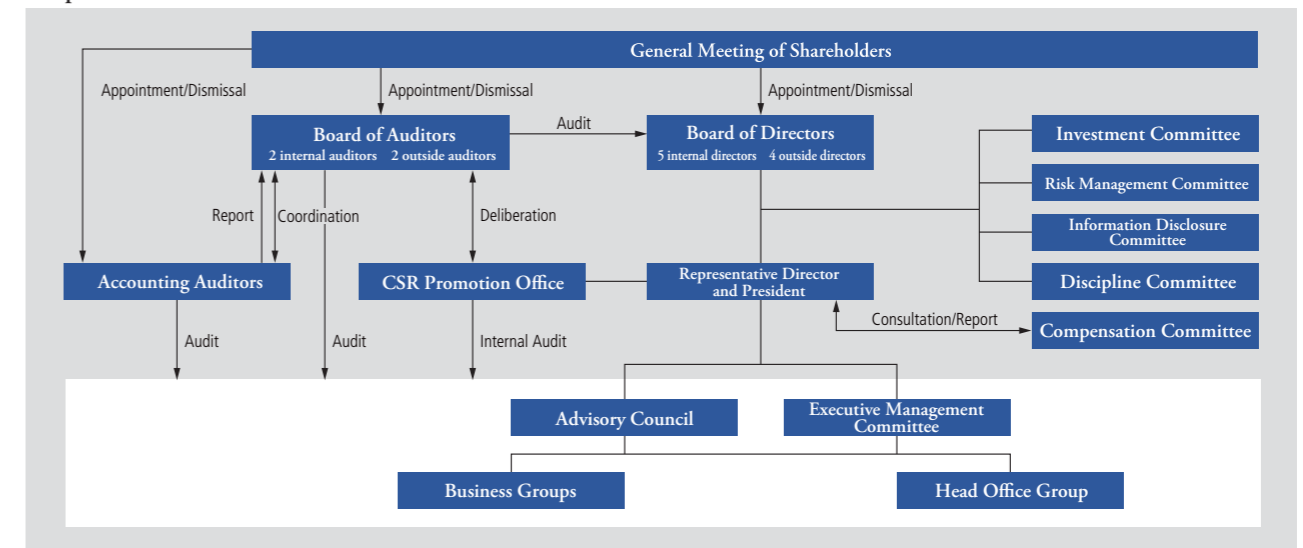 General Meeting of Shareholders
Appointment/Dismissal
Appointment/Dismissal
Appointment/Dismissal
Board of Auditors
2 internal auditors 2 outside auditors
Audit
Board of Directors
5 internal directors 4 outside directors
Investment Committee
Risk Management Committee
Information Disclosure
Committee
Discipline Committee
Compensation Committee
Report
Coordination
Deliberation
Accounting Auditors
CSR Promotion Office
Representative Director
and President
Consultation/Report
Audit
Audit
Internal Audit
Advisory Council
Executive Management
Committee
Business Groups
Head Office Group